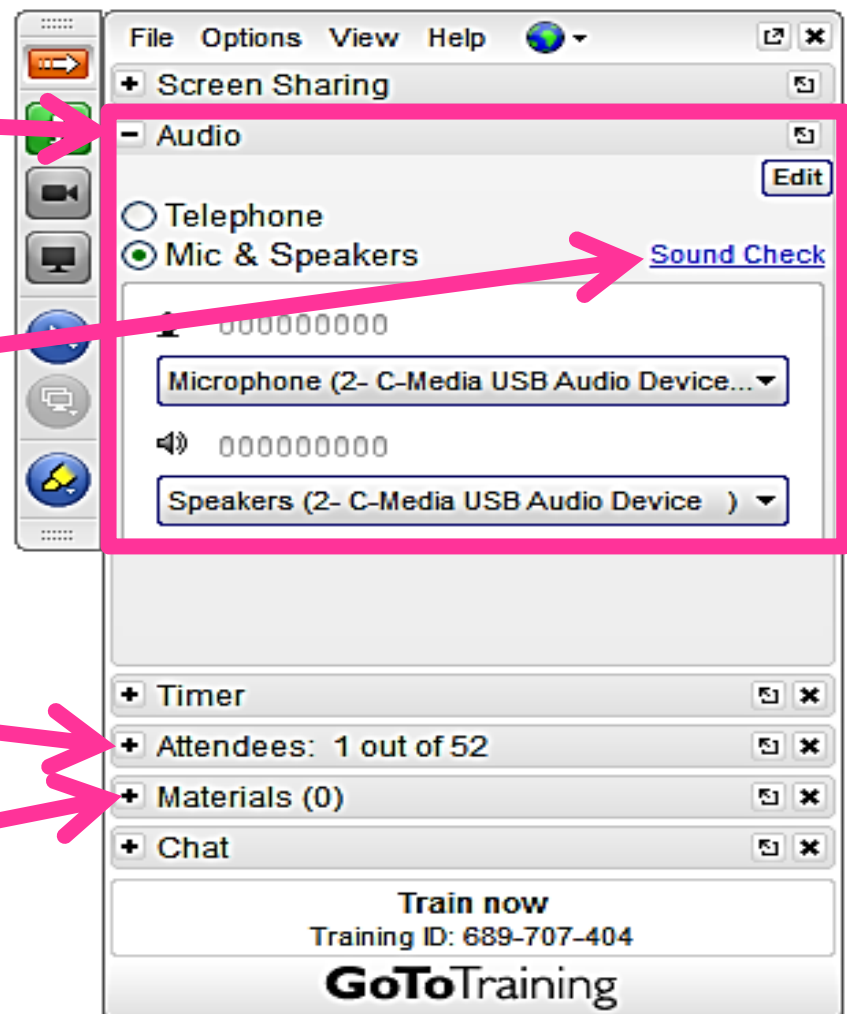 File Options View Help
Screen Sharing
Audio
Edit
Telephone
Mic & Speakers
Sound Check
000000000
Microphone (2- C-Media USB Audio Device...
000000000
Speakers (2- C-Media USB Audio Device )
Timer
Attendees: 1 out of 52
Materials (0)
Chat
Train now
Training ID: 689-707-404
GoToTraining